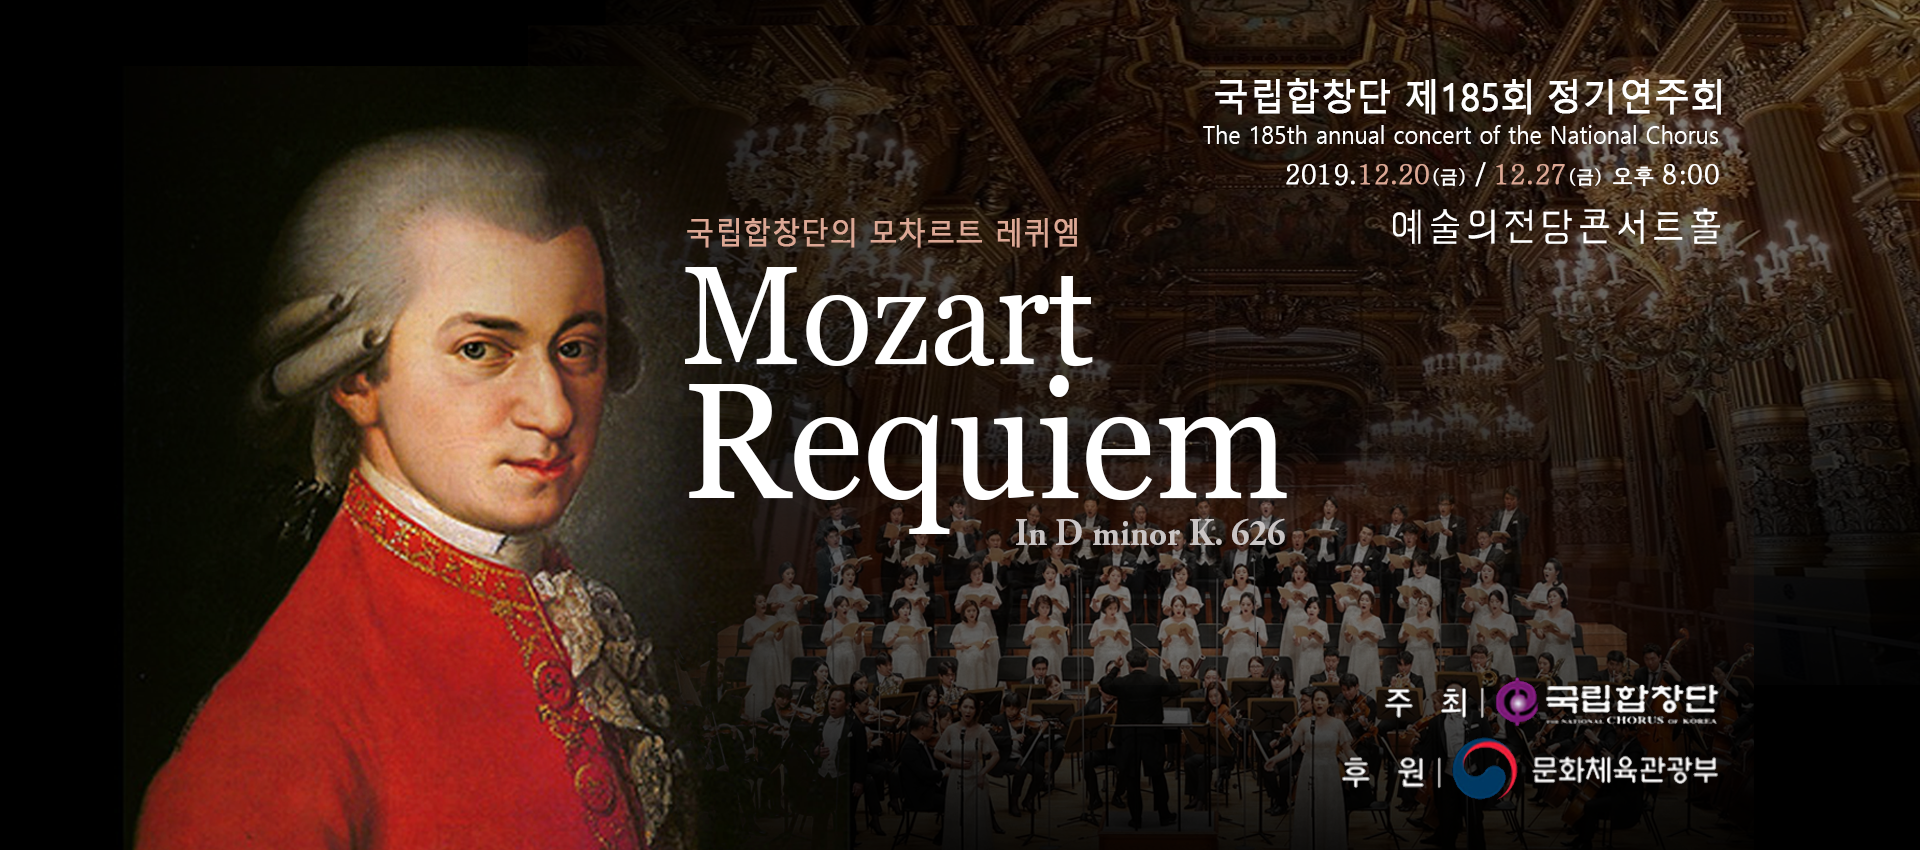 국립합창단 제185회 정기연주회
The 185th annual concert of the National Chorus
2019.12.20(금) / 12.27(금) 오후 8:00
예술의전당콘서트홀
국립합창단의 모차르트 레퀴엠
Mozart
Requiem
In D minor K. 626
주 최 | 국립합창단
THE NATIONAL CHORUS OF KOREA
후 원 | 문화체육관광부